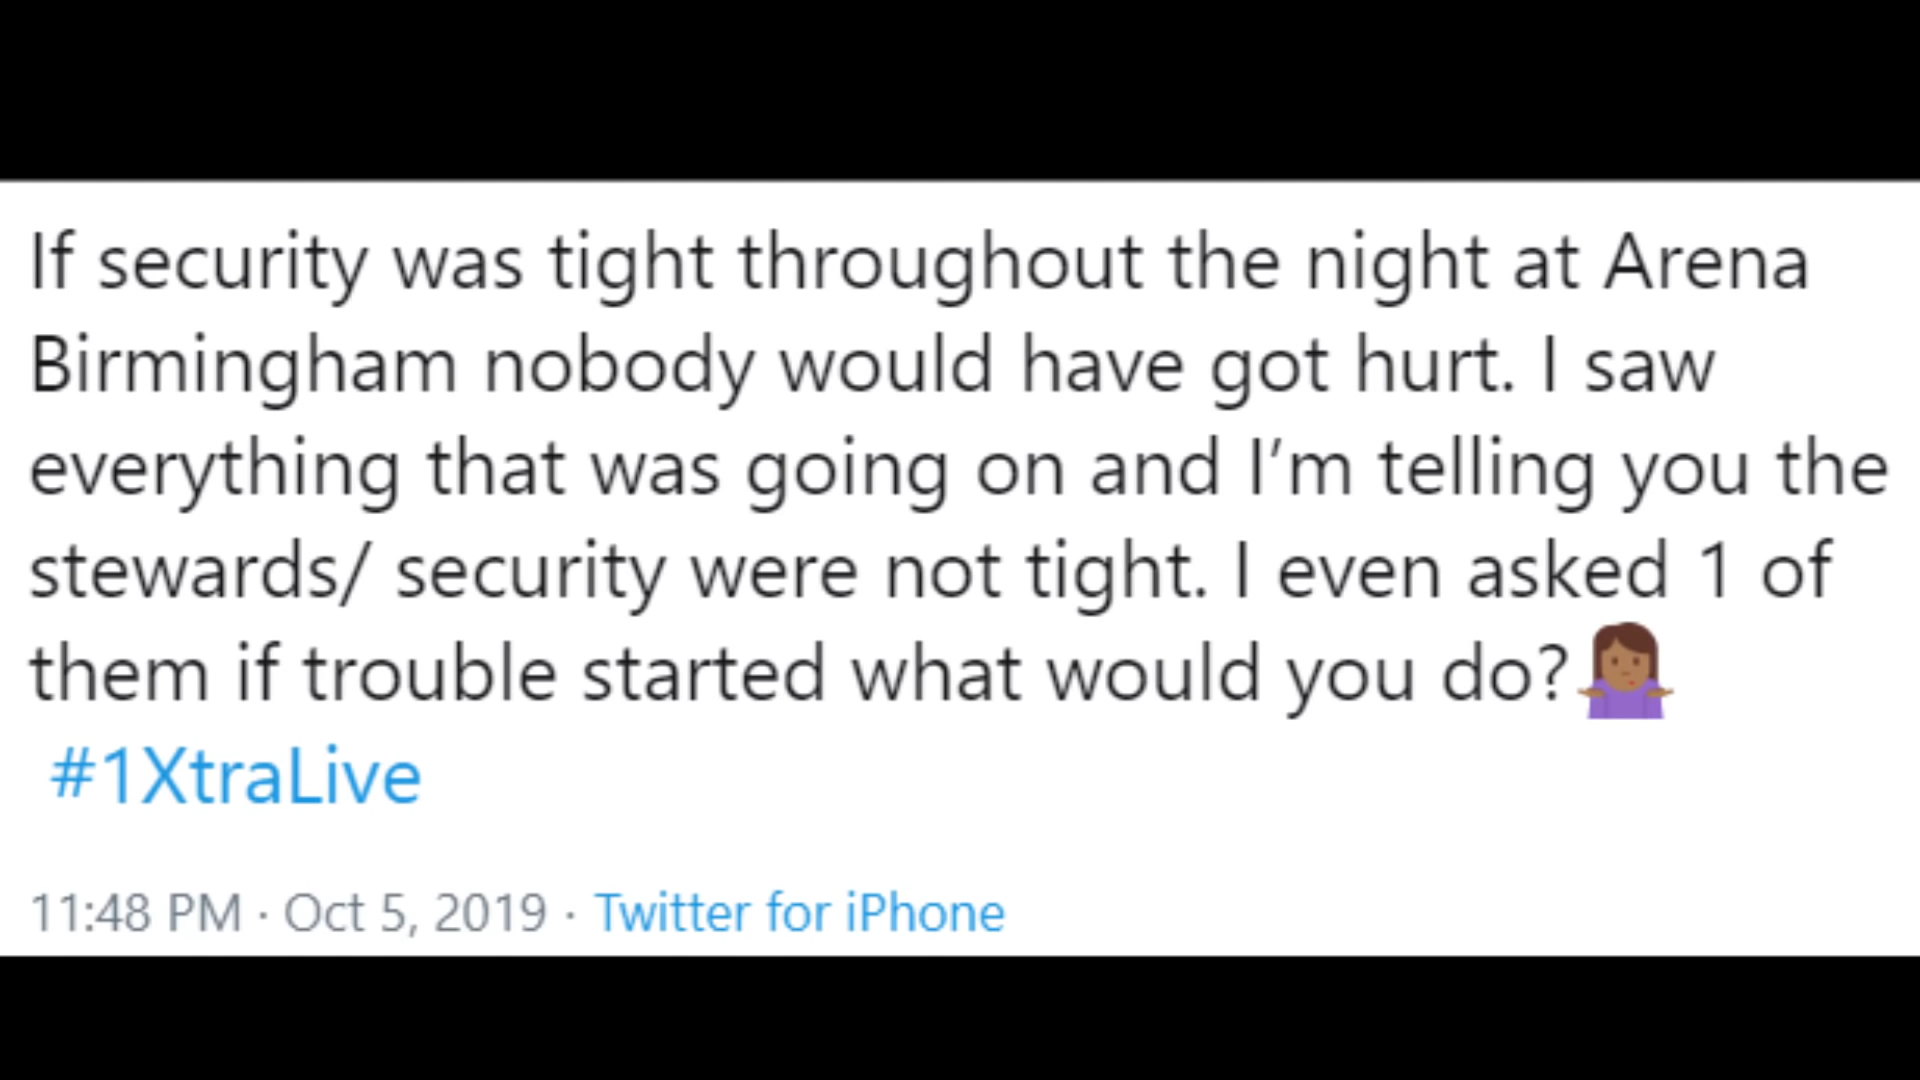 If security was tight throughout the night at Arena
Birmingham nobody would have got hurt. I saw
everything that was going on and I’m telling you the
stewards/ security were not tight. I even asked 1 of
them if trouble started what would you do?🤷🏾‍♀️
#1XtraLive
11:48 PM · Oct 5, 2019 · Twitter for iPhone